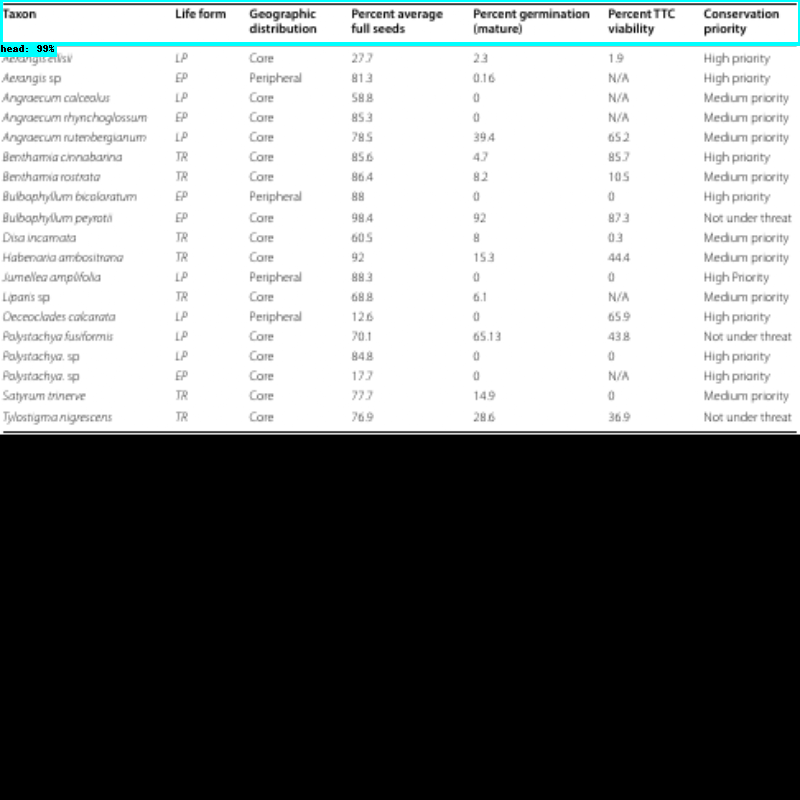 Taxon Life form Geographic distribution Percent average full seeds Percent germination (mature) Percent TTC viability Conservation priority
head: 99%
Aerangis ellisii LP Core 27.7 2.3 1.9 High priority
Aerangis sp EP Peripheral 81.3 0.16 N/A High priority
Angraecum calceolus LP Core 58.8 0 N/A Medium priority
Angraecum rhynchoglossum EP Core 85.3 0 N/A Medium priority
Angraecum rutenbergianum LP Core 78.5 39.4 65.2 Medium priority
Benthamia cinnabarina TR Core 85.6 4.7 85.7 High priority
Benthamia rostrata TR Core 86.4 8.2 10.5 Medium priority
Bulbophyllum bicoloratum EP Peripheral 88 0 0 High priority
Bulbophyllum peyrotii EP Core 98.4 92 87.3 Not under threat
Disa incarnata TR Core 60.5 8 0.3 Medium priority
Habenaria ambositrana TR Core 92 15.3 44.4 Medium priority
Jumellea amplifolia LP Peripheral 88.3 0 0 High Priority
Liparis sp TR Core 68.8 6.1 N/A Medium priority
Oeceoclades calcarata LP Peripheral 12.6 0 65.9 High priority
Polystachya fusiformis LP Core 70.1 65.13 43.8 Not under threat
Polystachya. sp LP Core 84.8 0 0 High priority
Polystachya. sp EP Core 17.7 0 N/A High priority
Satyrum trinerve TR Core 77.7 14.9 0 Medium priority
Tylostigma nigrescens TR Core 76.9 28.6 36.9 Not under threat